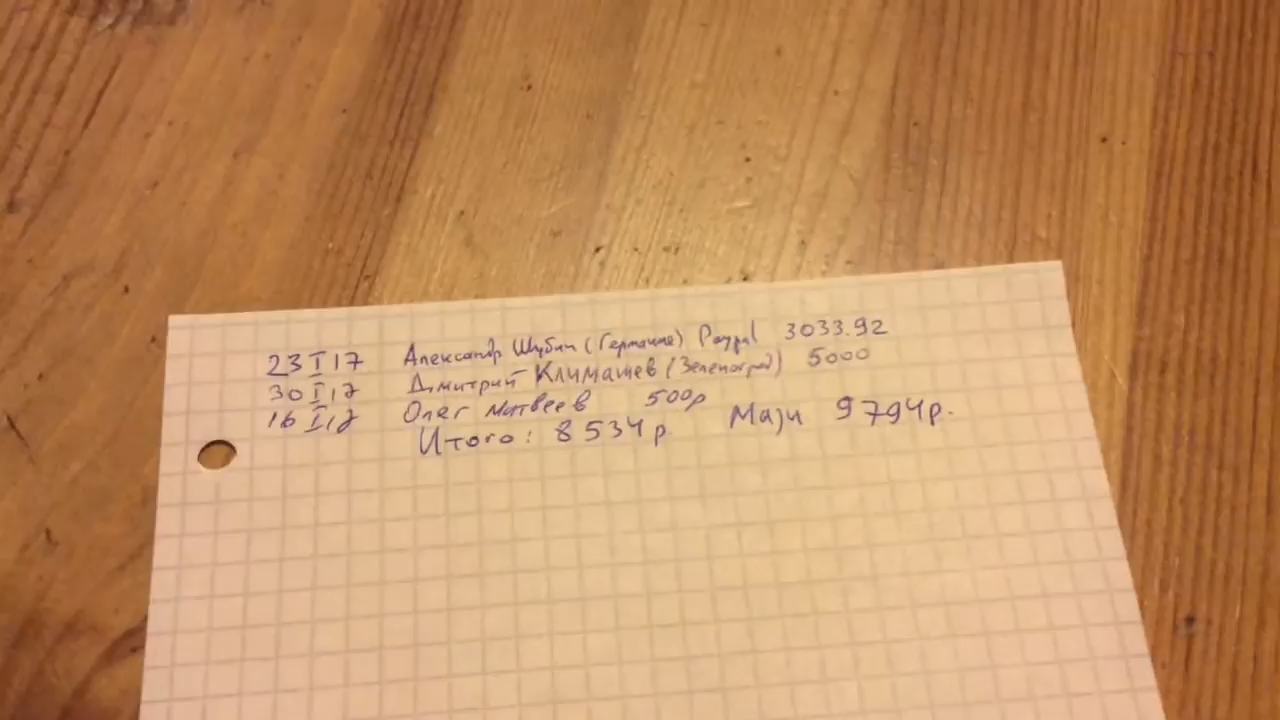 23 I 17 Александр Шубин (Германия) Paypal 3033.92
30 I 17 Дмитрий Климашев (Зеленоград) 5000
16 I 17 Олег Матвеев 500р
Итого: 8534р. 9794р.